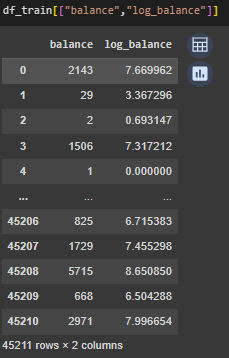 df_train[["balance","log_balance"]]
balance log_balance
0 2143 7.669962
1 29 3.367296
2 2 0.693147
3 1506 7.317212
4 1 0.000000
... ... ...
45206 825 6.715383
45207 1729 7.455298
45208 5715 8.650850
45209 668 6.504288
45210 2971 7.996654
45211 rows × 2 columns